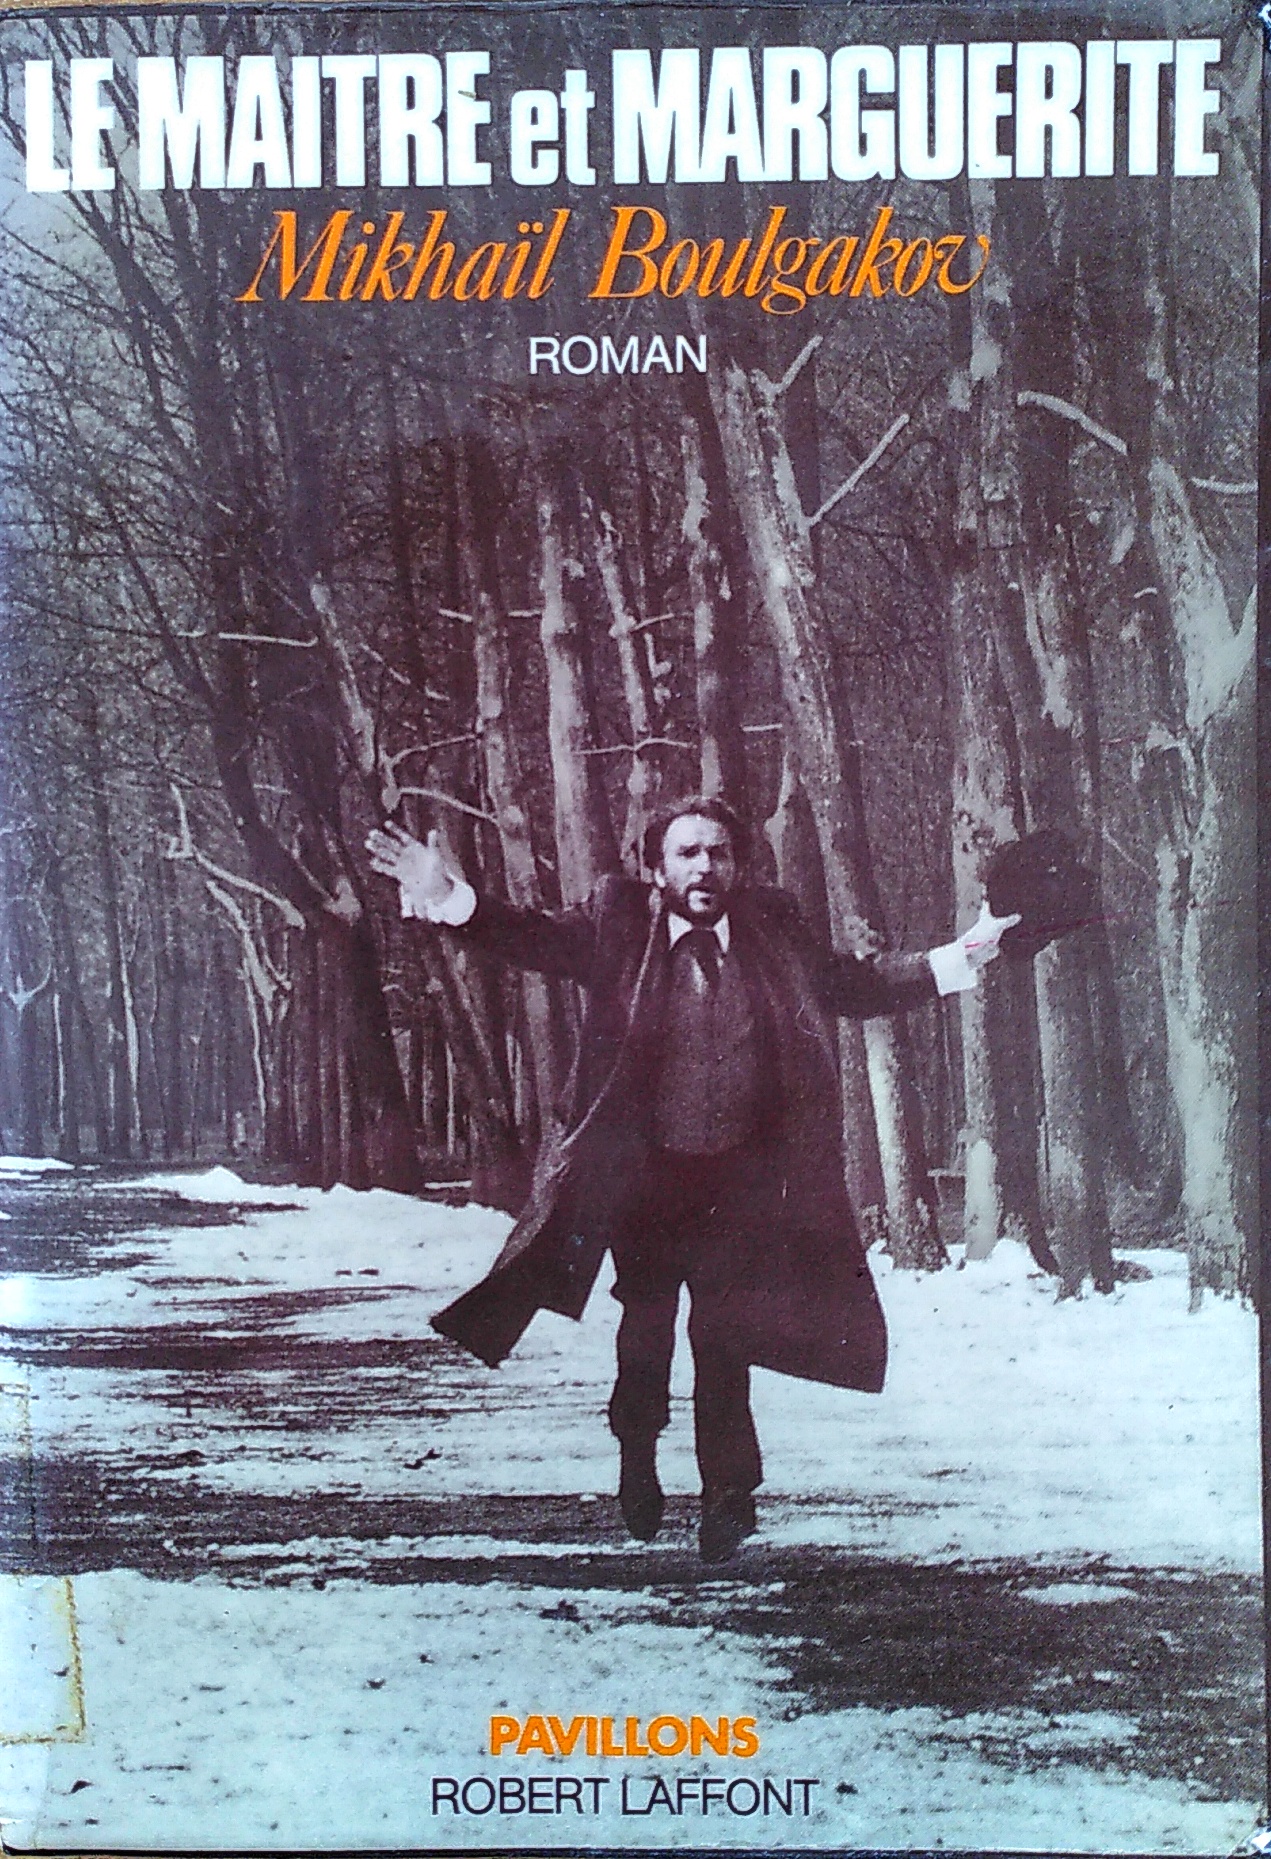 LE MAITRE et MARGUERITE
Mikhaïl Boulgakov
ROMAN
PAVILLONS
ROBERT LAFFONT